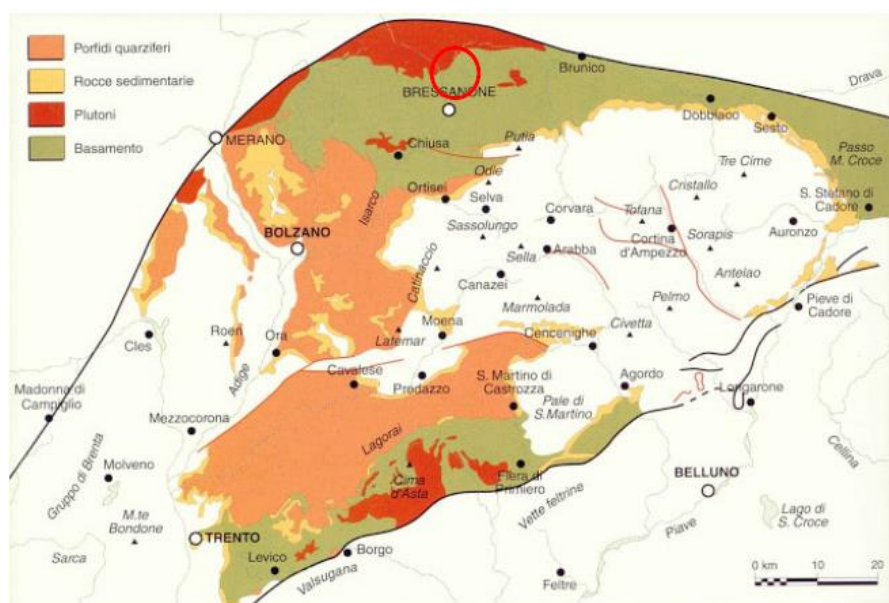 Porfidi quarziferi
Rocce sedimentarie
Plutoni
Basamento
BRESSANONE
Brunico
Drava
MERANO
Chiusa
Putia
Dobbiaco
Sesto
Passo
M. Croce
Odle
Ortisei
Selva
Isarco
Tre Cime
Cristallo
S. Stefano di
Cadore
Sassolungo
Corvara
Tofana
Sorapis
Auronzo
BOLZANO
Sella
Arabba
Cortina
d'Ampezzo
Catinaccio
Canazei
Antelao
Marmolada
Pelmo
Pieve di
Cadore
Cles
Roen
Ora
Latemar
Moena
Cencenighe
Civetta
Adige
Cavalese
Predazzo
S. Martino di
Castrozza
Agordo
Madonna di
Campiglio
Mezzocorona
Pale di
S. Martino
Longarone
Lagorai
Cellina
Gruppo di Brenta
Molveno
Cima
d'Asta
Fiera di
Primiero
BELLUNO
M.te
Bondone
Vette feltrine
Piave
Lago di
S. Croce
TRENTO
Sarca
Levico
Borgo
Valsugana
Feltre
0 km
10
20